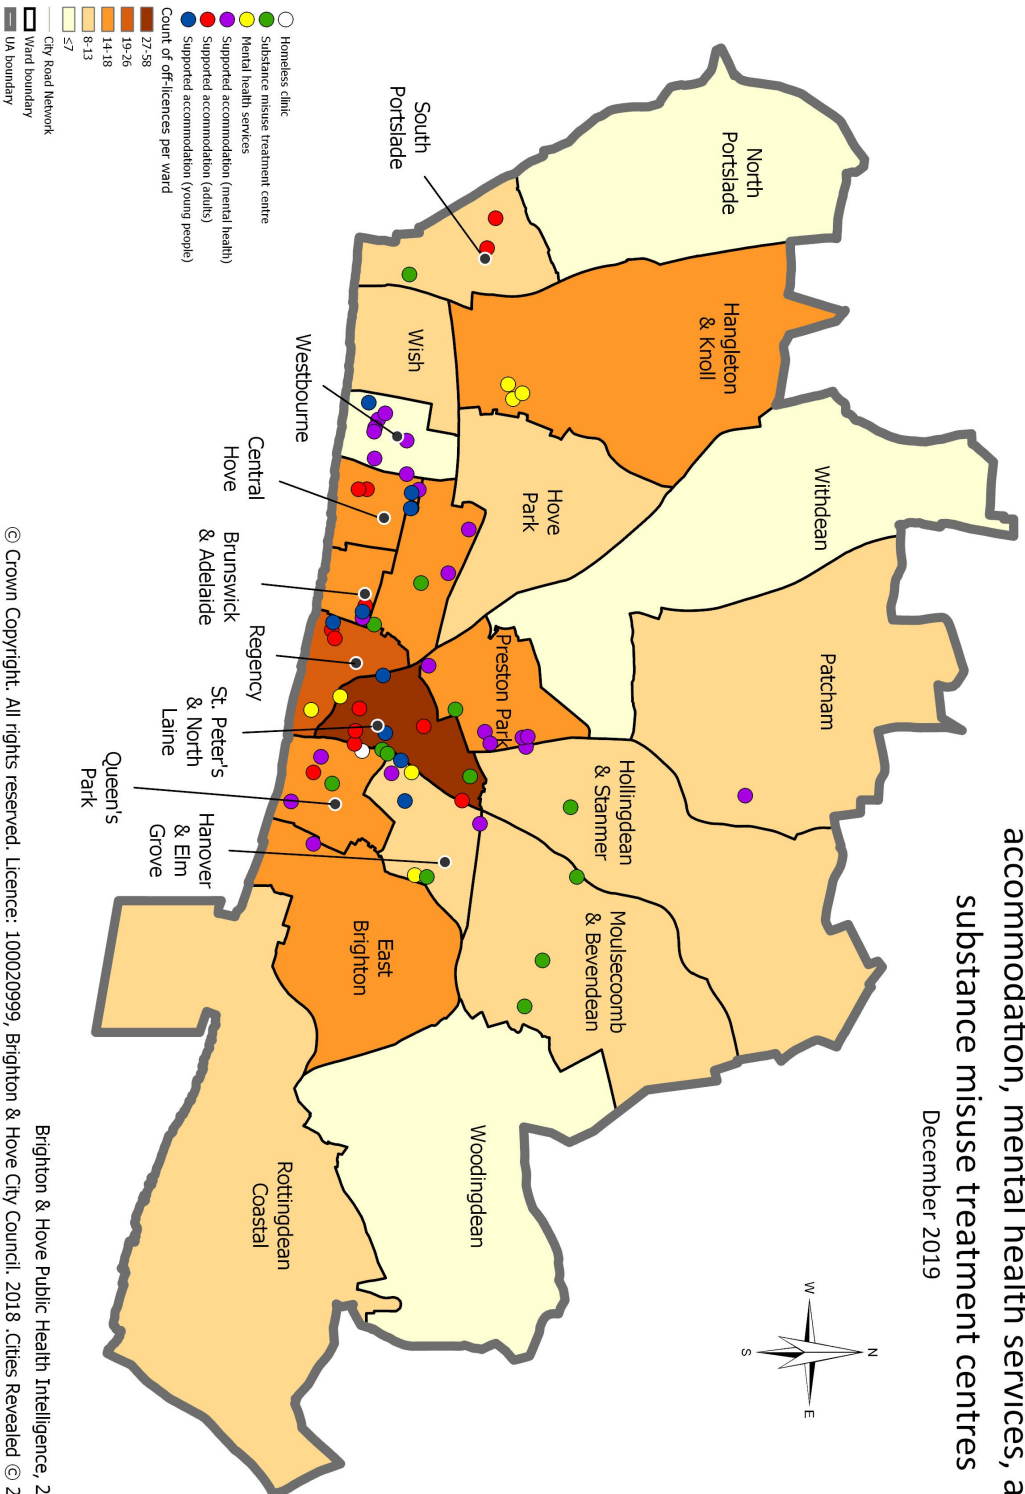 accommodation, mental health services, a
substance misuse treatment centres
December 2019
N
W
E
S
North
Portslade
South
Portslade
Hangleton
& Knoll
Wish
Westbourne
Hove
Park
Withdean
Central
Hove
Brunswick
& Adelaide
Regency
Preston Park
Patcham
St. Peter's
& North
Laine
Queen's
Park
Hollingdean
& Stanmer
Hanover
& Elm
Grove
Moulsecoomb
& Bevendean
East
Brighton
Woodingdean
Rottingdean
Coastal
Homeless clinic
Substance misuse treatment centre
Mental health services
Supported accommodation (mental health)
Supported accommodation (adults)
Supported accommodation (young people)
Count of off-licences per ward
27-58
19-26
14-18
8-13
≤7
City Road Network
Ward boundary
UA boundary
Brighton & Hove Public Health Intelligence, 2
© Crown Copyright. All rights reserved. Licence: 100020999, Brighton & Hove City Council. 2018 .Cities Revealed © 2